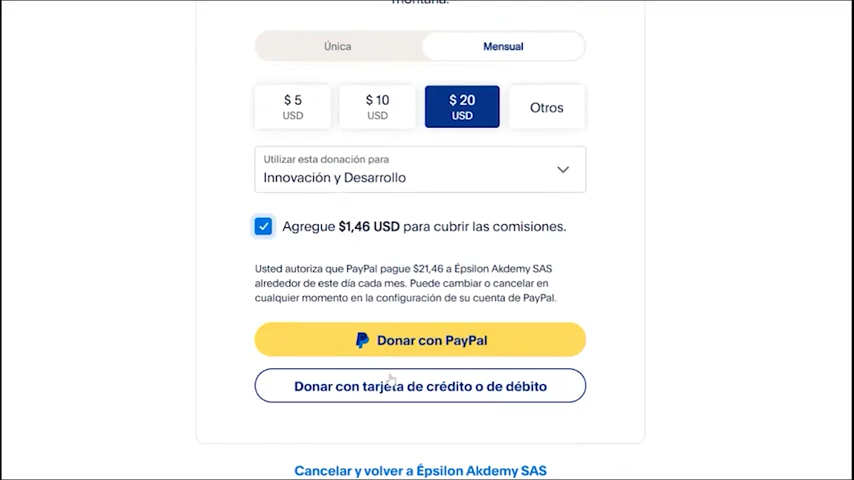 montaña.
Única
Mensual
$ 5
USD
$ 10
USD
$ 20
USD
Otros
Utilizar esta donación para
Innovación y Desarrollo
Agregue $1,46 USD para cubrir las comisiones.
Usted autoriza que PayPal pague $21,46 a Épsilon Akdemy SAS
alrededor de este día cada mes. Puede cambiar o cancelar en
cualquier momento en la configuración de su cuenta de PayPal.
Donar con PayPal
Donar con tarjeta de crédito o de débito
Cancelar y volver a Épsilon Akdemy SAS